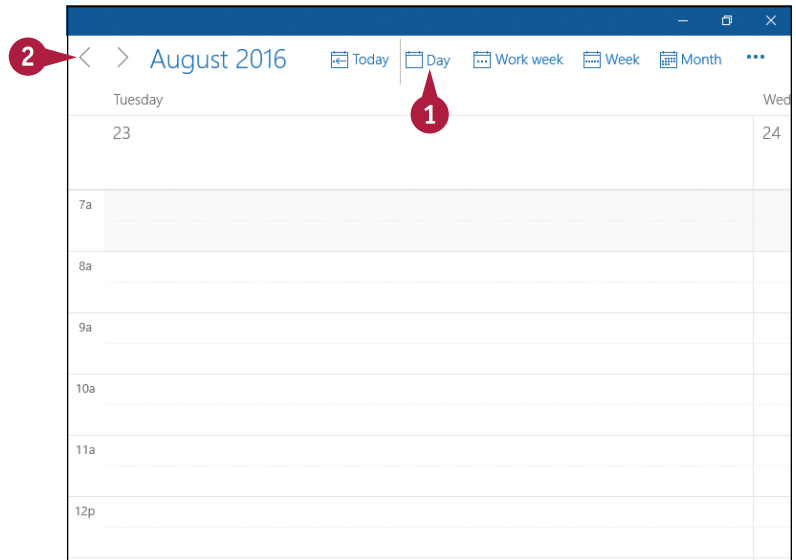 2 August 2016 Today Day Work week Week Month •••
1
Tuesday Wed
23 24
7a
8a
9a
10a
11a
12p